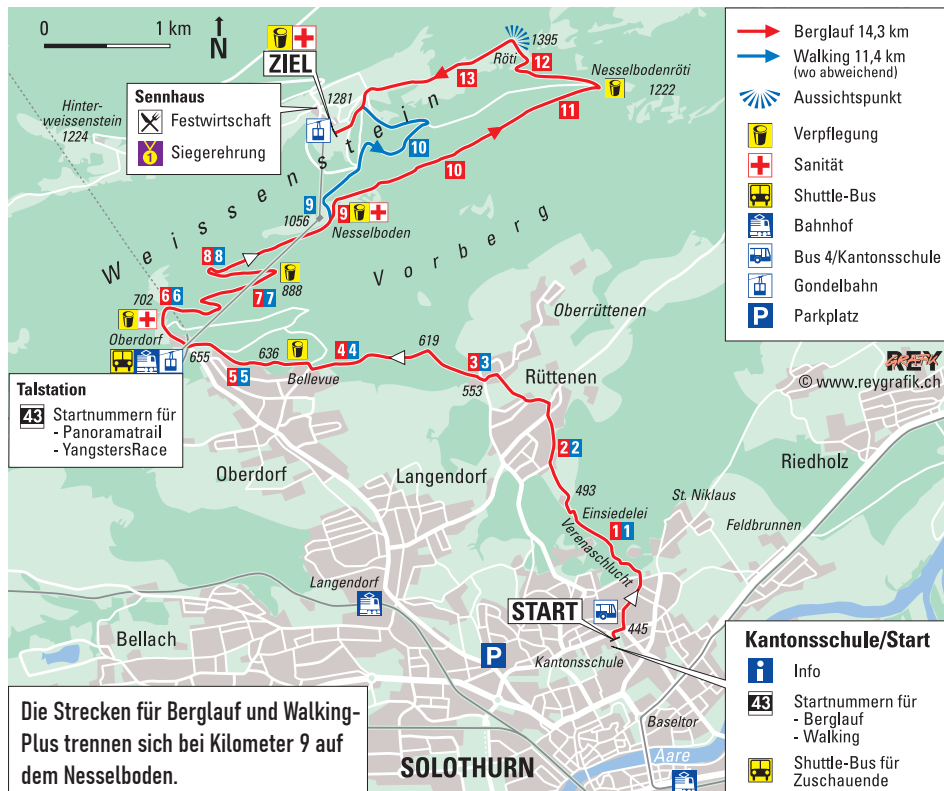 0 1 km
N
ZIEL
Sennhaus
Festwirtschaft
1
Siegerehrung
Hinter-
weissenstein
1224
1281
1395
Röti
13
12
Nesselbodenröti
1222
11
10
10
9
1056
9
Nesselboden
Weissenstein
Vorberg
8 8
888
7 7
702
6 6
Oberdorf
655
636
5 5
Bellevue
4 4
619
3 3
553
Oberrüttenen
Rüttenen
2 2
493
Einsiedelei
1 1
Verenaschlucht
St. Niklaus
Feldbrunnen
Riedholz
Talstation
43 Startnummern für
- Panoramatrail
- YangstersRace
Oberdorf
Langendorf
Langendorf
Bellach
START
445
Kantonsschule
P
Baseltor
Aare
SOLOTHURN
Die Strecken für Berglauf und Walking-
Plus trennen sich bei Kilometer 9 auf
dem Nesselboden.
Berglauf 14,3 km
Walking 11,4 km
(wo abweichend)
Aussichtspunkt
Verpflegung
Sanität
Shuttle-Bus
Bahnhof
Bus 4/Kantonsschule
Gondelbahn
P Parkplatz
REY
GRAFIK
© www.reygrafik.ch
Kantonsschule/Start
i Info
43 Startnummern für
- Berglauf
- Walking
Shuttle-Bus für
Zuschauende